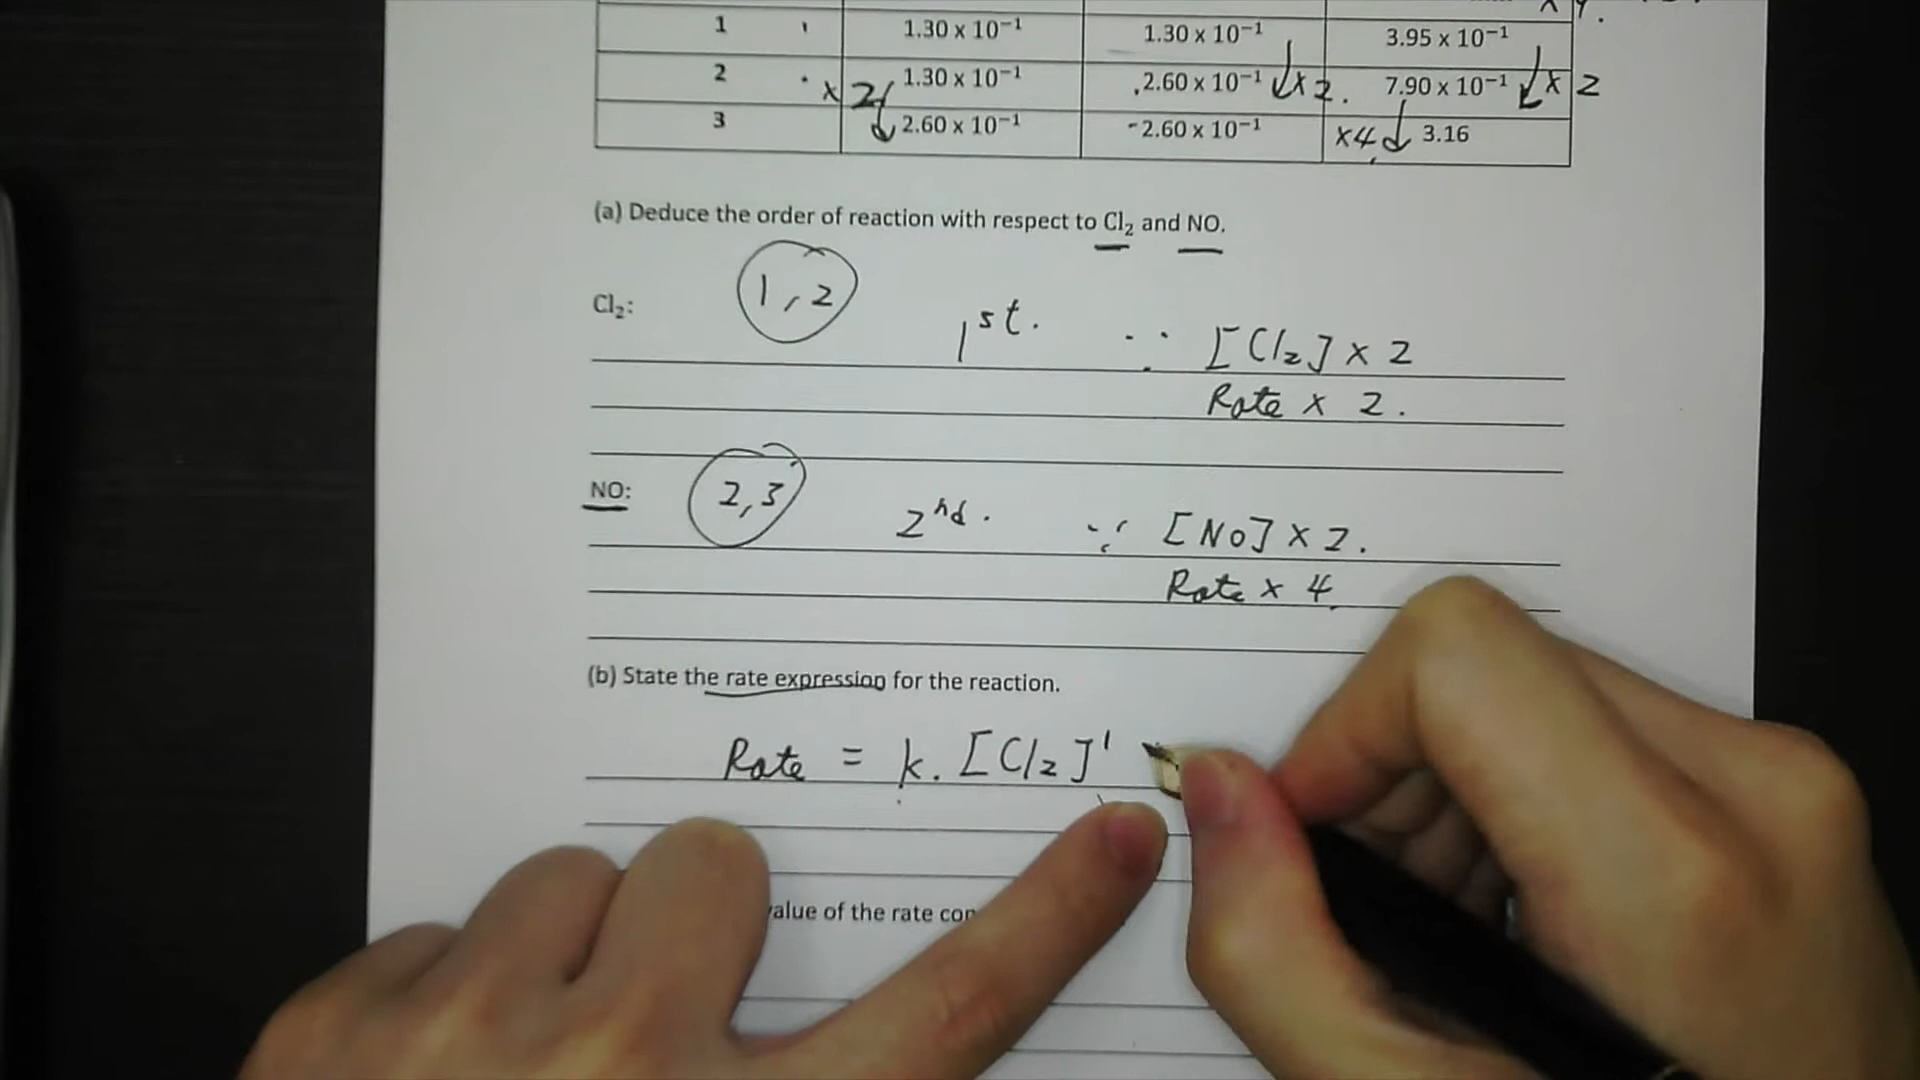 1 1.30 x 10⁻¹ 1.30 x 10⁻¹ 3.95 x 10⁻¹
2 1.30 x 10⁻¹ 2.60 x 10⁻¹ x 2. 7.90 x 10⁻¹ x 2
x 2
3 2.60 x 10⁻¹ 2.60 x 10⁻¹ x4 3.16
(a) Deduce the order of reaction with respect to Cl₂ and NO.
Cl₂: 1, 2 1st. ∵ [Cl₂] x 2
Rate x 2.
NO: 2, 3 2nd. ∵ [NO] x 2.
Rate x 4
(b) State the rate expression for the reaction.
Rate = k. [Cl₂]¹
value of the rate con